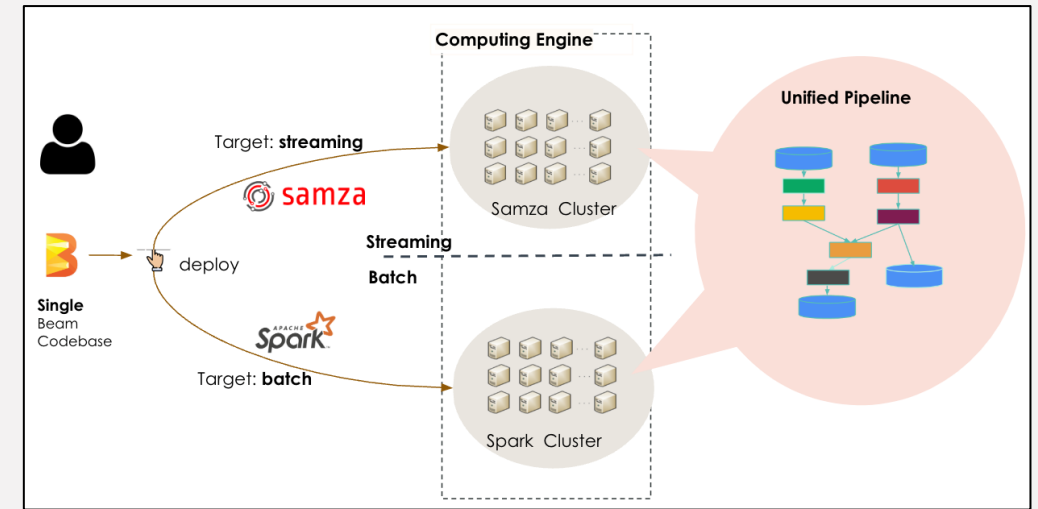 Computing Engine
Unified Pipeline
Target: streaming
samza
Samza Cluster
Streaming
deploy
Batch
Single
Beam
Codebase
APACHE
Spark
Target: batch
Spark Cluster